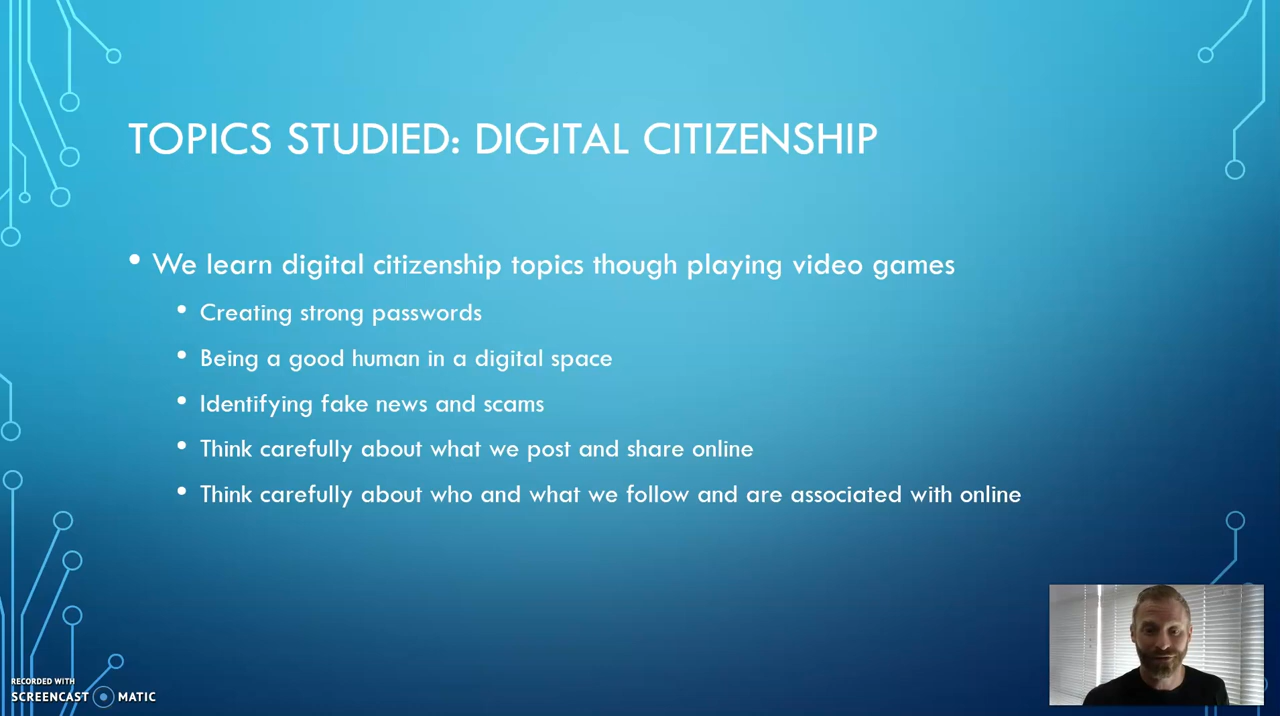 TOPICS STUDIED: DIGITAL CITIZENSHIP
• We learn digital citizenship topics though playing video games
• Creating strong passwords
• Being a good human in a digital space
• Identifying fake news and scams
• Think carefully about what we post and share online
• Think carefully about who and what we follow and are associated with online
RECORDED WITH
SCREENCAST MATIC